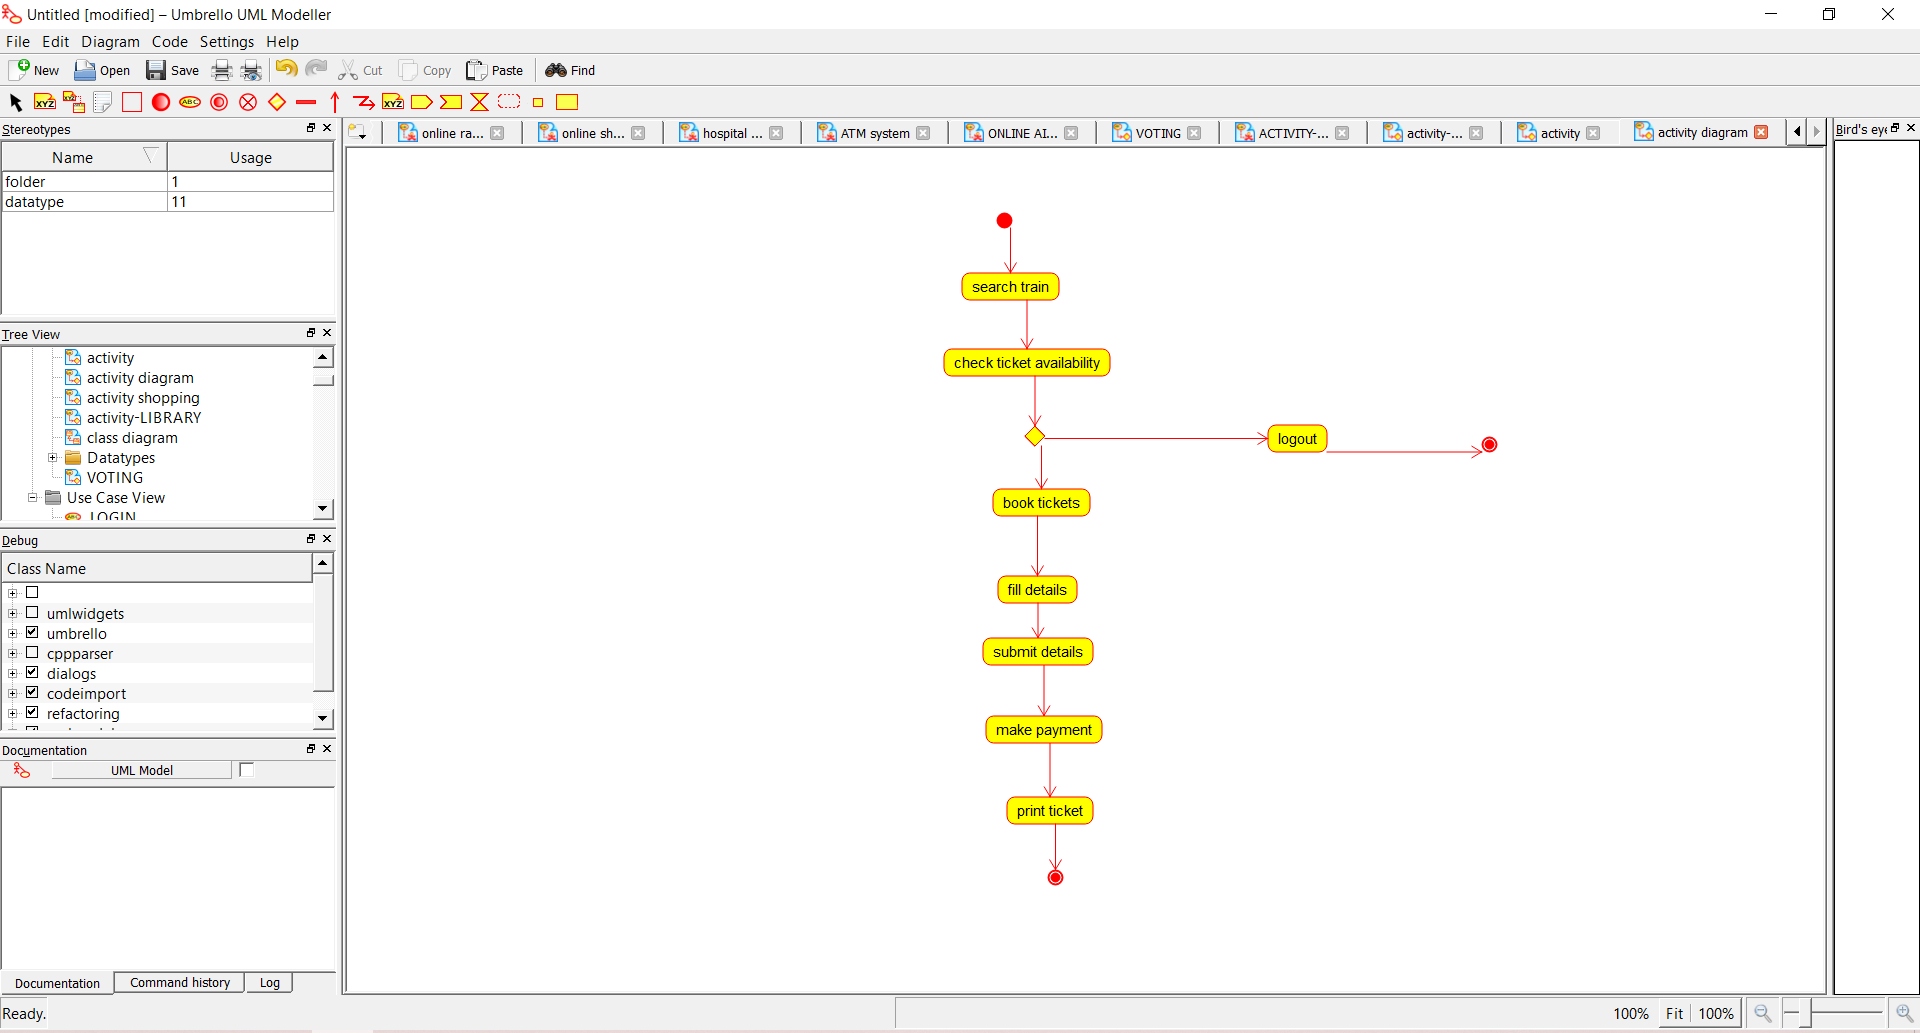 Untitled [modified] – Umbrello UML Modeller
File Edit Diagram Code Settings Help
New Open Save Cut Copy Paste Find
XYZ ABC XYZ
Stereotypes
Name Usage
folder 1
datatype 11
Tree View
activity
activity diagram
activity shopping
activity-LIBRARY
class diagram
Datatypes
VOTING
Use Case View
LOGIN
Debug
Class Name
umlwidgets
umbrello
cppparser
dialogs
codeimport
refactoring
Documentation
UML Model
Documentation Command history Log
Ready.
online ra... online sh... hospital ... ATM system ONLINE AI... VOTING ACTIVITY-... activity-... activity activity diagram
Bird's eye
search train
check ticket availability
logout
book tickets
fill details
submit details
make payment
print ticket
100% Fit 100%